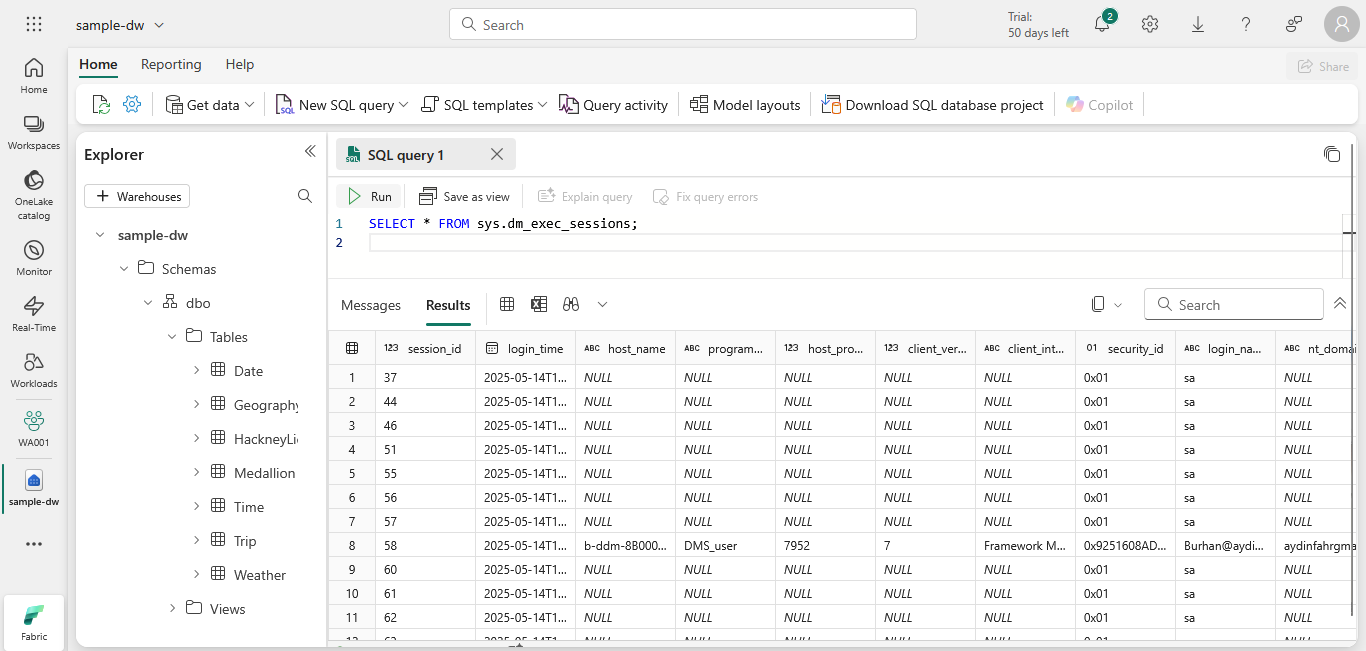 sample-dw
Search
Trial:
50 days left
2
Home
Workspaces
OneLake
catalog
Monitor
Real-Time
Workloads
WA001
sample-dw
Fabric
Home Reporting Help
Share
Get data
SQL
New SQL query
SQL templates
Query activity
Model layouts
Download SQL database project
Copilot
Explorer
Warehouses
sample-dw
Schemas
dbo
Tables
Date
Geography
HackneyLi
Medallion
Time
Trip
Weather
Views
SQL
SQL query 1
Run
Save as view
Explain query
Fix query errors
1 SELECT * FROM sys.dm_exec_sessions;
2
Messages Results
Search
123 session_id login_time ABC host_name ABC program... 123 host_pro... 123 client_ver... ABC client_int... 01 security_id ABC login_na... ABC nt_domai
1 37 2025-05-14T1... NULL NULL NULL NULL NULL 0x01 sa NULL
2 44 2025-05-14T1... NULL NULL NULL NULL NULL 0x01 sa NULL
3 46 2025-05-14T1... NULL NULL NULL NULL NULL 0x01 sa NULL
4 51 2025-05-14T1... NULL NULL NULL NULL NULL 0x01 sa NULL
5 55 2025-05-14T1... NULL NULL NULL NULL NULL 0x01 sa NULL
6 56 2025-05-14T1... NULL NULL NULL NULL NULL 0x01 sa NULL
7 57 2025-05-14T1... NULL NULL NULL NULL NULL 0x01 sa NULL
8 58 2025-05-14T1... b-ddm-8B000... DMS_user 7952 7 Framework M... 0x9251608AD... Burhan@aydi... aydinfahrgma
9 60 2025-05-14T1... NULL NULL NULL NULL NULL 0x01 sa NULL
10 61 2025-05-14T1... NULL NULL NULL NULL NULL 0x01 sa NULL
11 62 2025-05-14T1... NULL NULL NULL NULL NULL 0x01 sa NULL